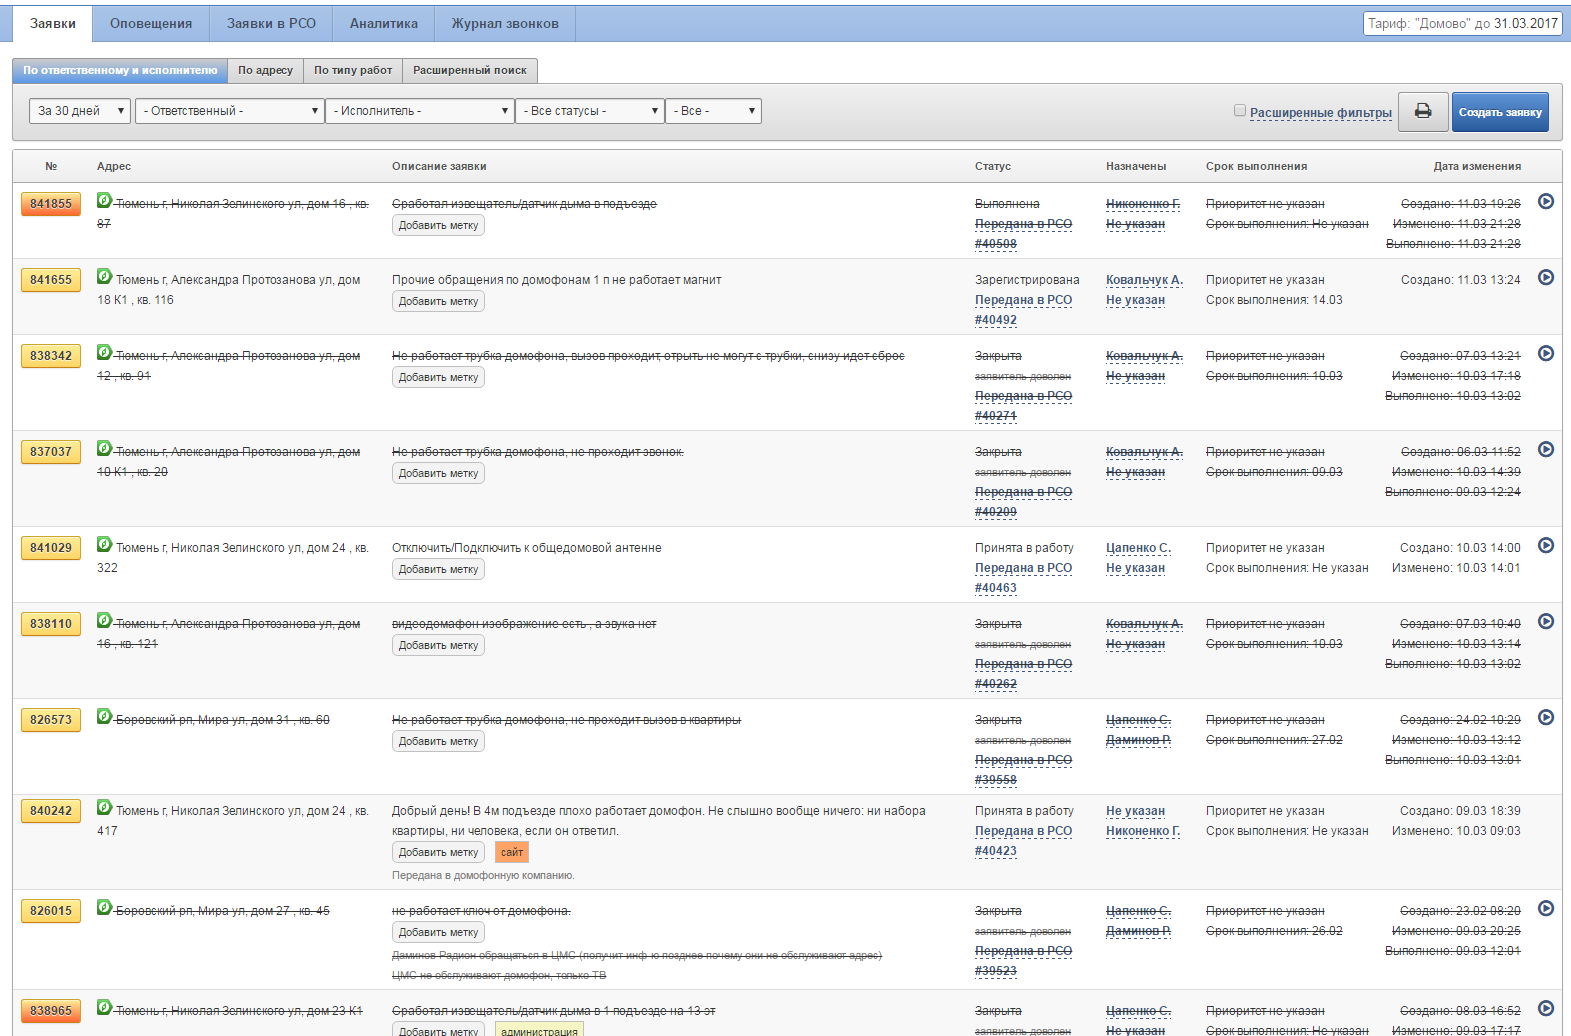 Заявки Оповещения Заявки в РСО Аналитика Журнал звонков Тариф: "Домово" до 31.03.2017
По ответственному и исполнителю По адресу По типу работ Расширенный поиск
За 30 дней - Ответственный - - Исполнитель - - Все статусы - - Все - Расширенные фильтры Создать заявку
№ Адрес Описание заявки Статус Назначены Срок выполнения Дата изменения
841855 Тюмень г, Николая Зелинского ул, дом 16 , кв. Сработал извещатель/датчик дыма в подъезде Выполнена Никоненко Г. Приоритет не указан Создано: 11.03 19:26
87 Добавить метку Передана в РСО Не указан Срок выполнения: Не указан Изменено: 11.03 21:28
#40508 Выполнено: 11.03 21:28
841655 Тюмень г, Александра Протозанова ул, дом Прочие обращения по домофонам 1 п не работает магнит Зарегистрирована Ковальчук А. Приоритет не указан Создано: 11.03 13:24
18 К1 , кв. 116 Добавить метку Передана в РСО Не указан Срок выполнения: 14.03
#40492
838342 Тюмень г, Александра Протозанова ул, дом Не работает трубка домофона, вызов проходит, отрыть не могут с трубки, снизу идет сброс Закрыта Ковальчук А. Приоритет не указан Создано: 07.03 13:21
12 , кв. 91 Добавить метку заявитель доволен Не указан Срок выполнения: 10.03 Изменено: 10.03 17:18
Передана в РСО Выполнено: 10.03 13:02
#40271
837037 Тюмень г, Александра Протозанова ул, дом Не работает трубка домофона, не проходит звонок. Закрыта Ковальчук А. Приоритет не указан Создано: 06.03 11:52
10 К1 , кв. 20 Добавить метку заявитель доволен Не указан Срок выполнения: 09.03 Изменено: 10.03 14:39
Передана в РСО Выполнено: 09.03 12:24
#40209
841029 Тюмень г, Николая Зелинского ул, дом 24 , кв. Отключить/Подключить к общедомовой антенне Принята в работу Цапенко С. Приоритет не указан Создано: 10.03 14:00
322 Добавить метку Передана в РСО Не указан Срок выполнения: Не указан Изменено: 10.03 14:01
#40463
838110 Тюмень г, Александра Протозанова ул, дом видеодомафон изображение есть , а звука нет Закрыта Ковальчук А. Приоритет не указан Создано: 07.03 10:40
16 , кв. 121 Добавить метку заявитель доволен Не указан Срок выполнения: 10.03 Изменено: 10.03 13:14
Передана в РСО Выполнено: 10.03 13:02
#40262
826573 Боровский рп, Мира ул, дом 31 , кв. 60 Не работает трубка домофона, не проходит вызов в квартиры Закрыта Цапенко С. Приоритет не указан Создано: 24.02 10:29
Добавить метку заявитель доволен Даминов Р. Срок выполнения: 27.02 Изменено: 10.03 13:12
Передана в РСО Выполнено: 10.03 13:01
#39558
840242 Тюмень г, Николая Зелинского ул, дом 24 , кв. Добрый день! В 4м подъезде плохо работает домофон. Не слышно вообще ничего: ни набора Принята в работу Не указан Приоритет не указан Создано: 09.03 18:39
417 квартиры, ни человека, если он ответил. Передана в РСО Никоненко Г. Срок выполнения: Не указан Изменено: 10.03 09:03
Добавить метку сайт #40423
Передана в домофонную компанию.
826015 Боровский рп, Мира ул, дом 27 , кв. 45 не работает ключ от домофона. Закрыта Цапенко С. Приоритет не указан Создано: 23.02 08:20
Добавить метку заявитель доволен Даминов Р. Срок выполнения: 26.02 Изменено: 09.03 20:25
Даминов Радион обращаться в ЦМС (получит инф-ю позднее почему они не обслуживают адрес) Передана в РСО Выполнено: 09.03 12:01
ЦМС не обслуживают домофон, только ТВ #39523
838965 Тюмень г, Николая Зелинского ул, дом 23 К1 Сработал извещатель/датчик дыма в 1 подъезде на 13 эт Закрыта Цапенко С. Приоритет не указан Создано: 08.03 16:52
Добавить метку администрация заявитель доволен Не указан Срок выполнения: Не указан Изменено: 09.03 17:17